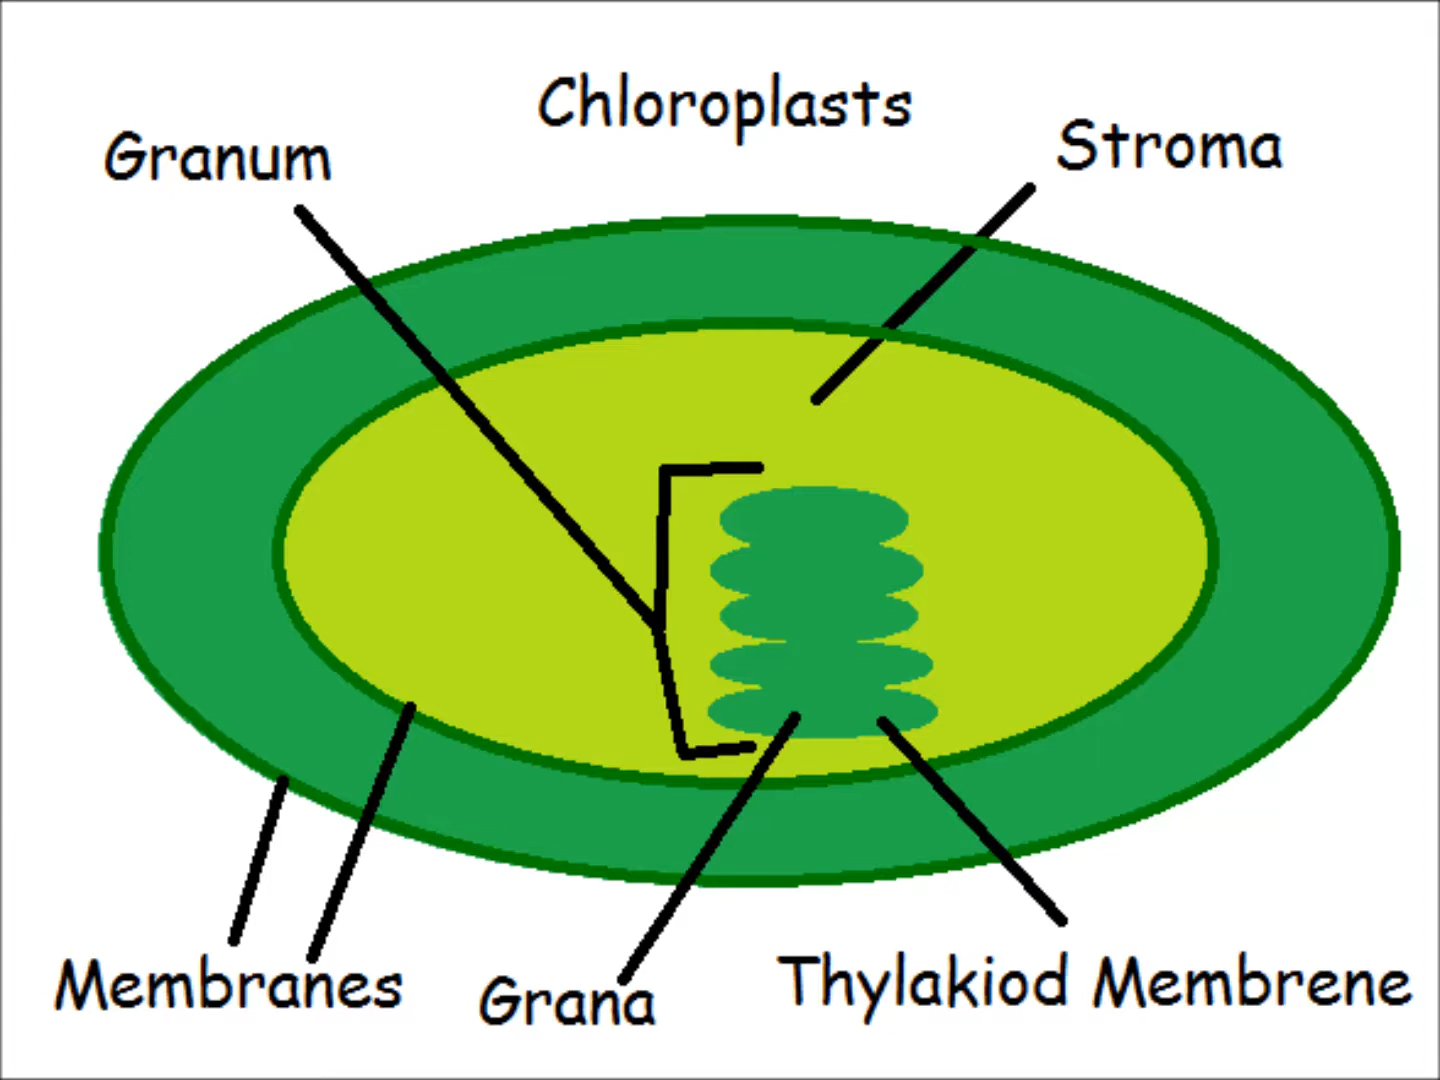 Chloroplasts
Granum
Stroma
Membranes
Grana
Thylakiod Membrene